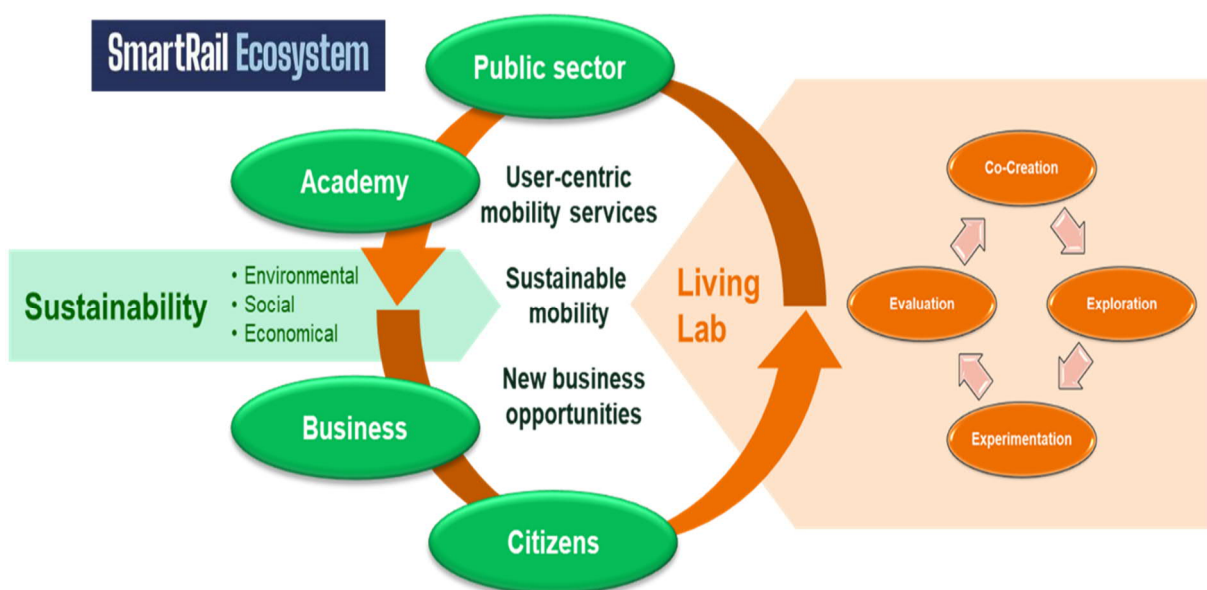 SmartRail Ecosystem
Public sector
Academy
User-centric
mobility services
Sustainability
• Environmental
• Social
• Economical
Sustainable
mobility
New business
opportunities
Business
Citizens
Living
Lab
Co-Creation
Evaluation
Exploration
Experimentation